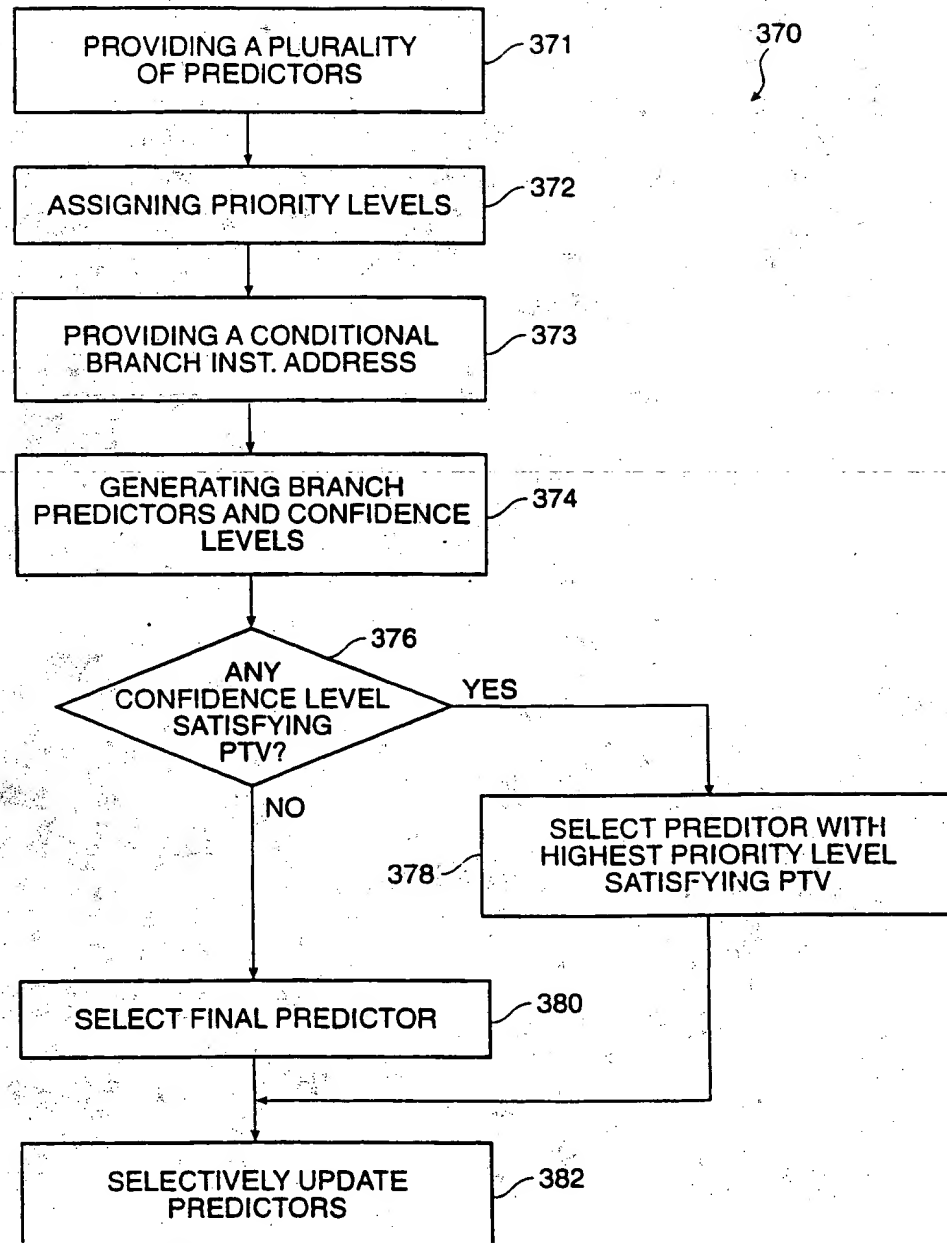 PROVIDING A PLURALITY
OF PREDICTORS
371
370
ASSIGNING PRIORITY LEVELS
372
PROVIDING A CONDITIONAL
BRANCH INST. ADDRESS
373
GENERATING BRANCH
PREDICTORS AND CONFIDENCE
LEVELS
374
376
ANY
CONFIDENCE LEVEL
SATISFYING
PTV?
YES
NO
SELECT PREDITOR WITH
HIGHEST PRIORITY LEVEL
SATISFYING PTV
378
SELECT FINAL PREDICTOR
380
SELECTIVELY UPDATE
PREDICTORS
382